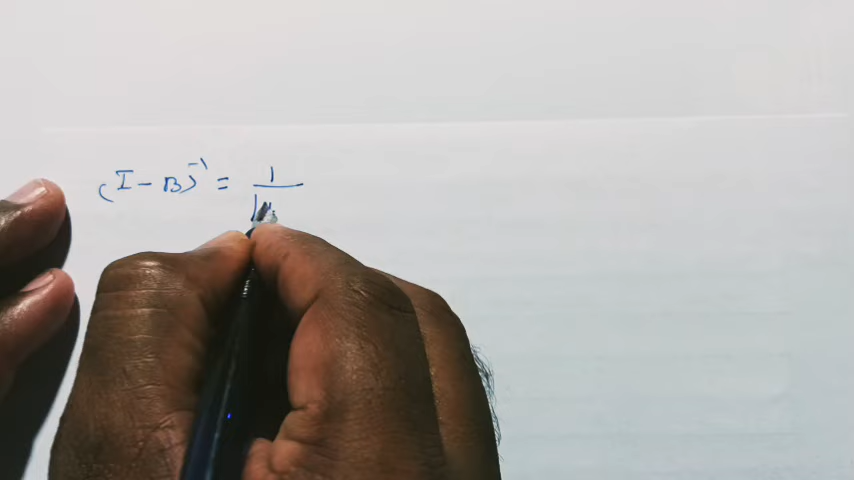 (I - B)⁻¹ = 1/|